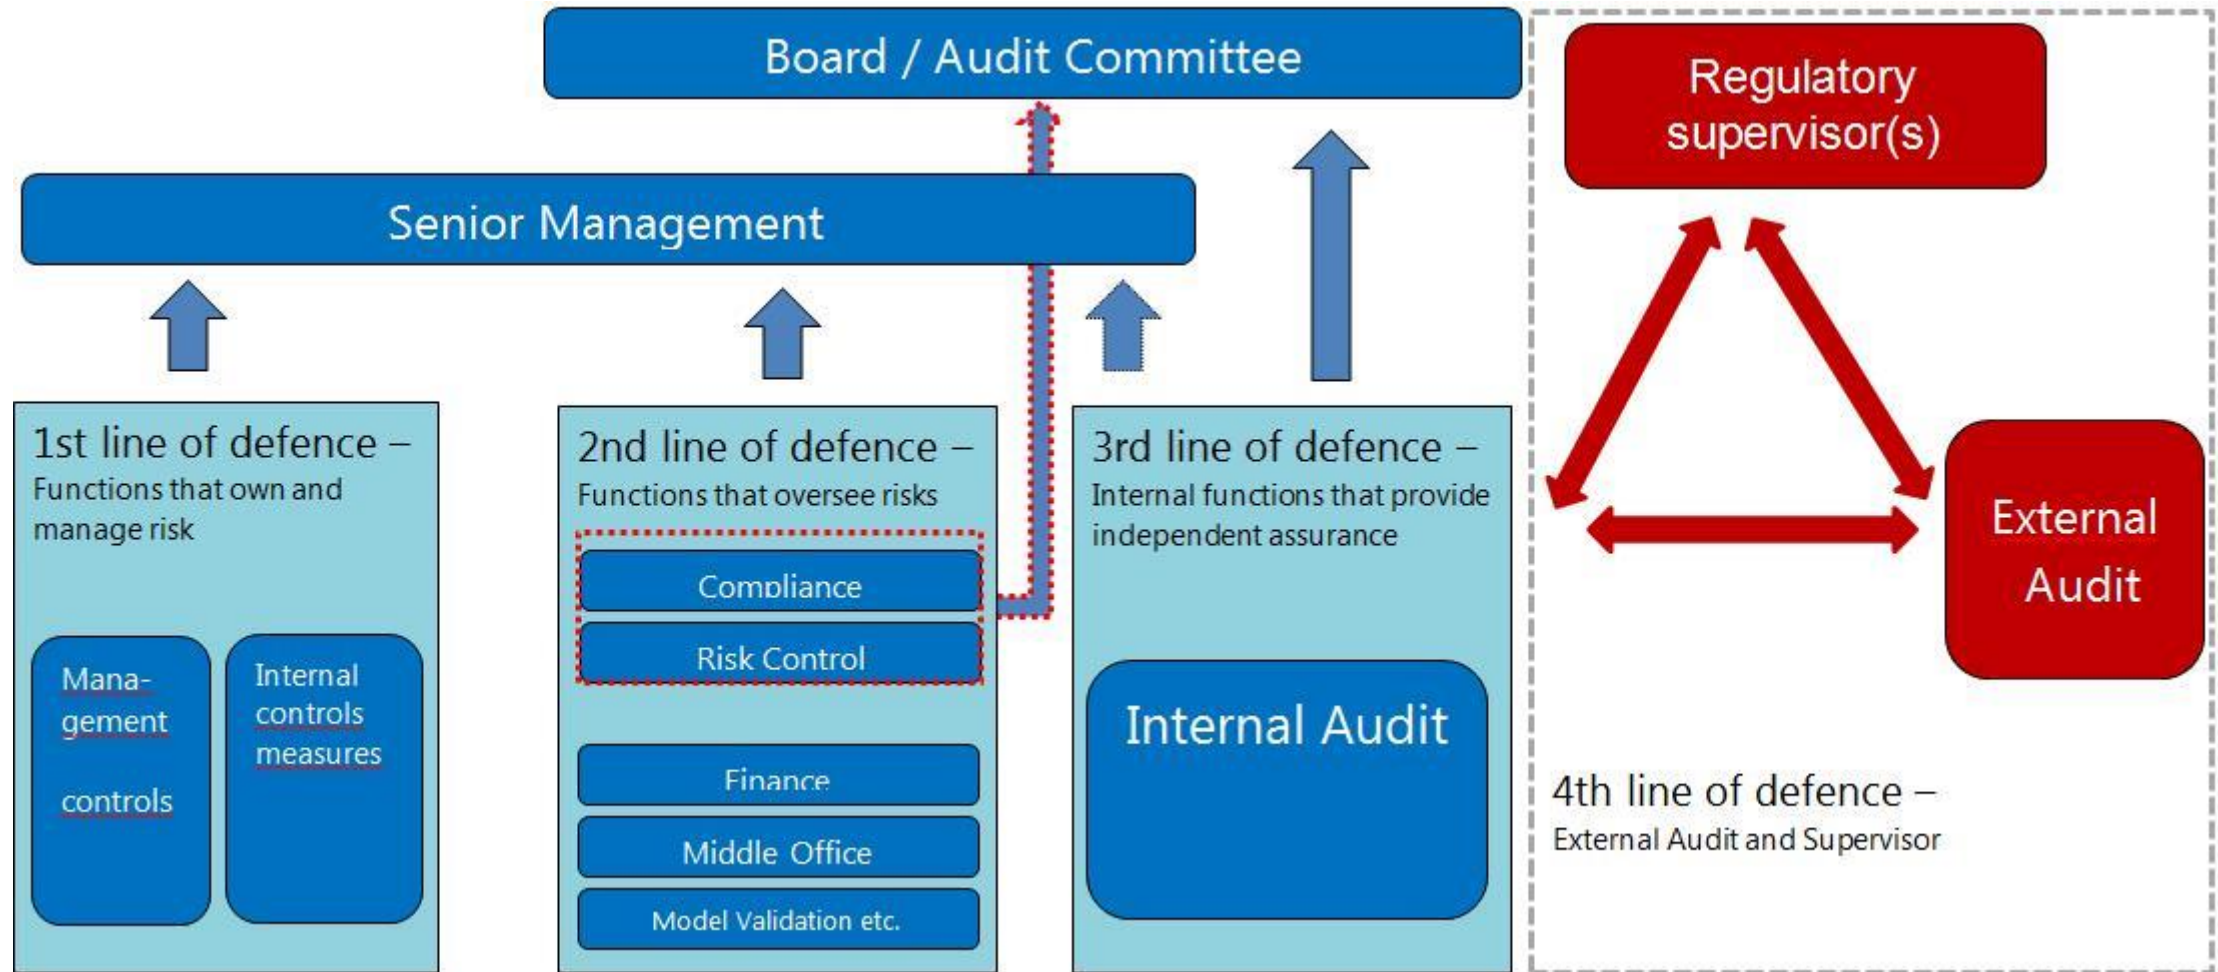 Board / Audit Committee
Senior Management
1st line of defence –
Functions that own and
manage risk
Mana-
gement
controls
Internal
controls
measures
2nd line of defence –
Functions that oversee risks
Compliance
Risk Control
Finance
Middle Office
Model Validation etc.
3rd line of defence –
Internal functions that provide
independent assurance
Internal Audit
Regulatory
supervisor(s)
External
Audit
4th line of defence –
External Audit and Supervisor